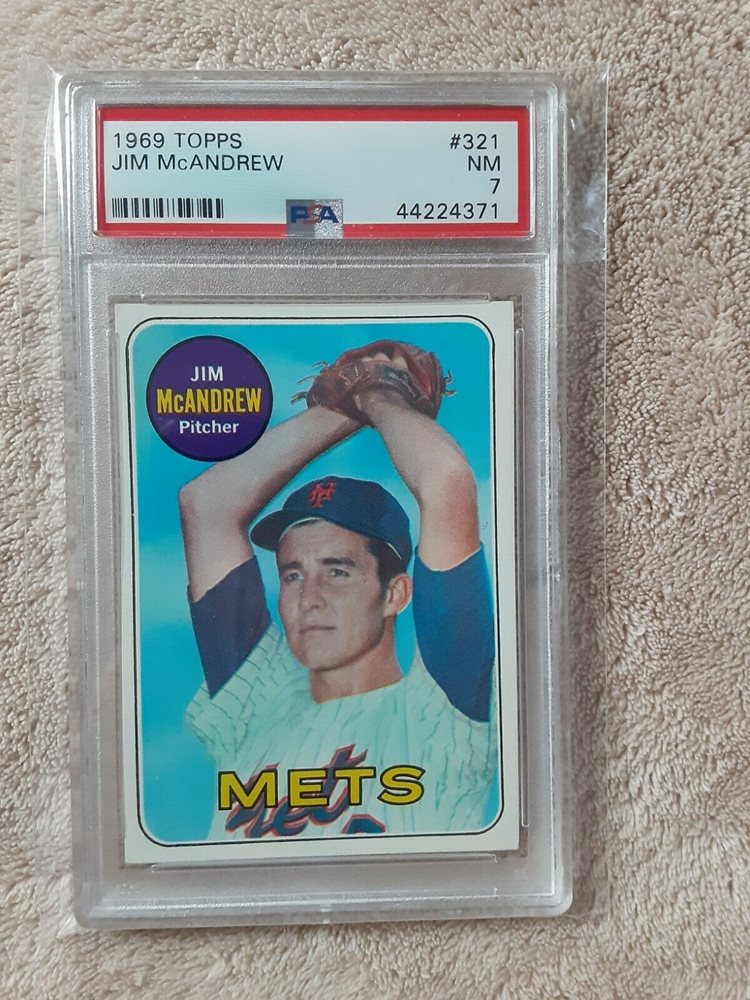 1969 TOPPS #321
JIM McANDREW NM
7
PSA 44224371
JIM
McANDREW
Pitcher
METS